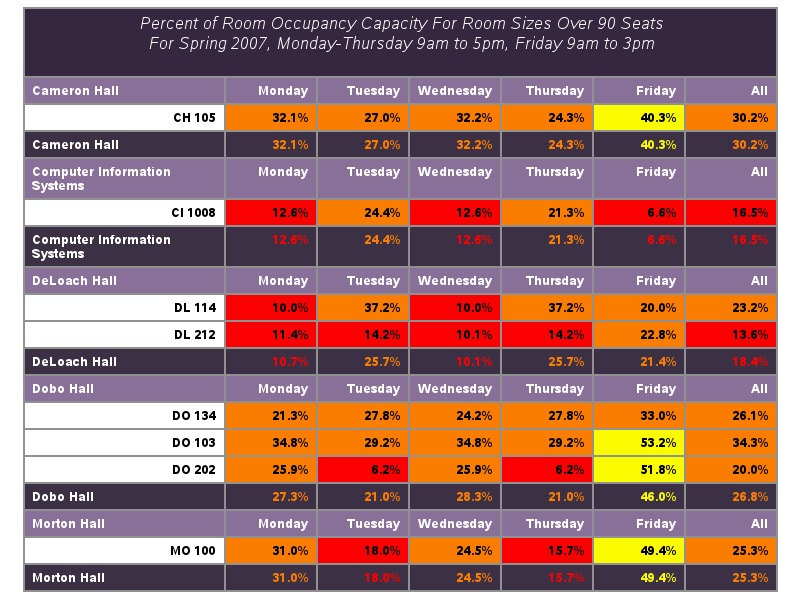 Percent of Room Occupancy Capacity For Room Sizes Over 90 Seats
For Spring 2007, Monday-Thursday 9am to 5pm, Friday 9am to 3pm
Cameron Hall Monday Tuesday Wednesday Thursday Friday All
CH 105 32.1% 27.0% 32.2% 24.3% 40.3% 30.2%
Cameron Hall 32.1% 27.0% 32.2% 24.3% 40.3% 30.2%
Computer Information Monday Tuesday Wednesday Thursday Friday All
Systems
CI 1008 12.6% 24.4% 12.6% 21.3% 6.6% 16.5%
Computer Information 12.6% 24.4% 12.6% 21.3% 6.6% 16.5%
Systems
DeLoach Hall Monday Tuesday Wednesday Thursday Friday All
DL 114 10.0% 37.2% 10.0% 37.2% 20.0% 23.2%
DL 212 11.4% 14.2% 10.1% 14.2% 22.8% 13.6%
DeLoach Hall 10.7% 25.7% 10.1% 25.7% 21.4% 18.4%
Dobo Hall Monday Tuesday Wednesday Thursday Friday All
DO 134 21.3% 27.8% 24.2% 27.8% 33.0% 26.1%
DO 103 34.8% 29.2% 34.8% 29.2% 53.2% 34.3%
DO 202 25.9% 6.2% 25.9% 6.2% 51.8% 20.0%
Dobo Hall 27.3% 21.0% 28.3% 21.0% 46.0% 26.8%
Morton Hall Monday Tuesday Wednesday Thursday Friday All
MO 100 31.0% 18.0% 24.5% 15.7% 49.4% 25.3%
Morton Hall 31.0% 18.0% 24.5% 15.7% 49.4% 25.3%